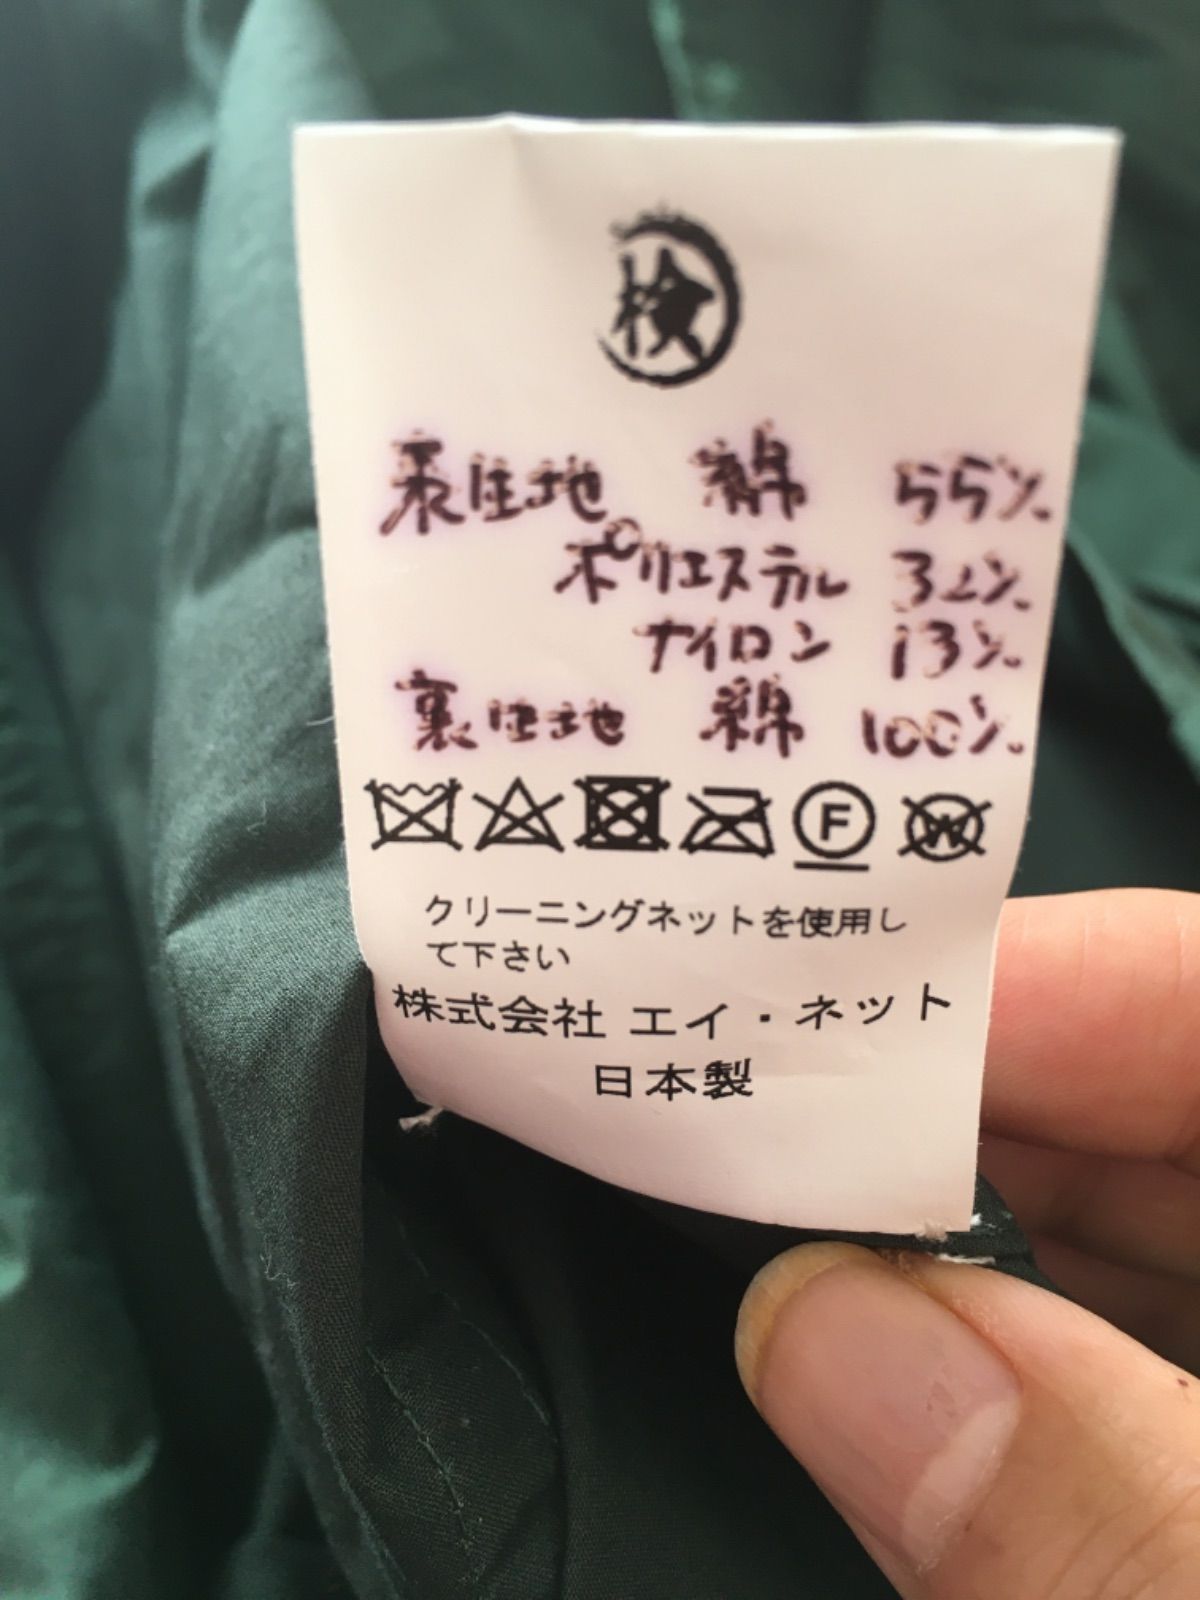 検
表生地 綿 55%
ポリエステル 32%
ナイロン 13%
裏生地 綿 100%
F W
クリーニングネットを使用し
て下さい
株式会社 エイ・ネット
日本製